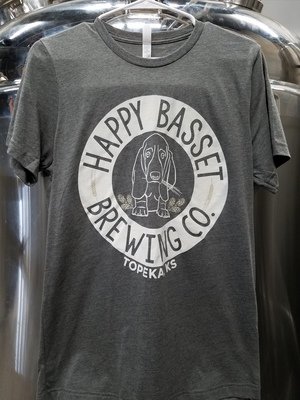 HAPPY BASSET
BREWING CO.
TOPEKA KS